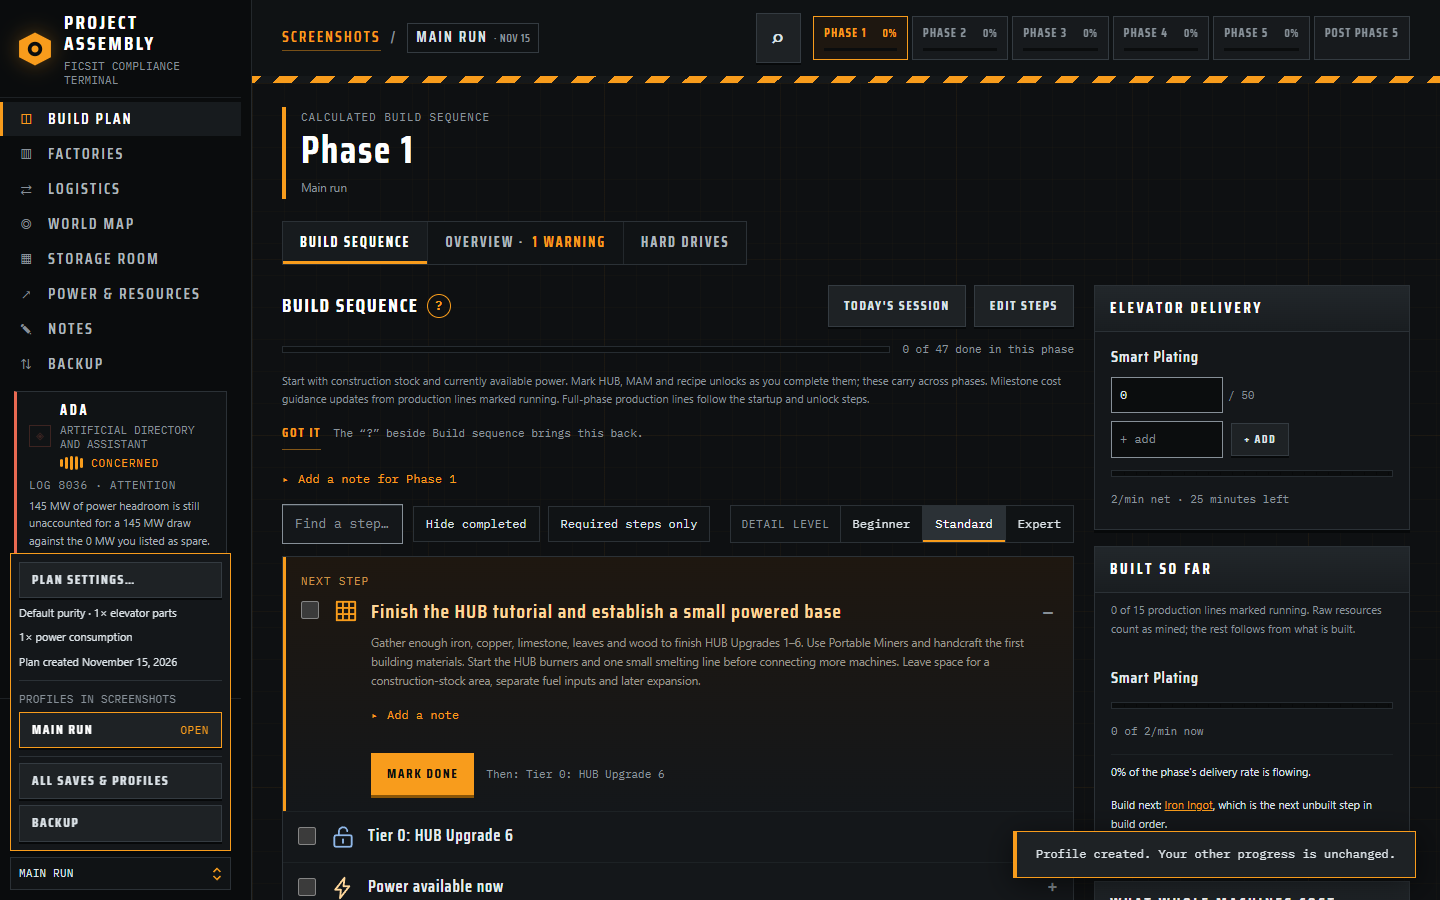 PROJECT
ASSEMBLY
FICSIT COMPLIANCE
TERMINAL
BUILD PLAN
FACTORIES
LOGISTICS
WORLD MAP
STORAGE ROOM
POWER & RESOURCES
NOTES
BACKUP
ADA
ARTIFICIAL DIRECTORY
AND ASSISTANT
CONCERNED
LOG 8036 · ATTENTION
145 MW of power headroom is still
unaccounted for: a 145 MW draw
against the 0 MW you listed as spare.
PLAN SETTINGS…
Default purity · 1× elevator parts
1× power consumption
Plan created November 15, 2026
PROFILES IN SCREENSHOTS
MAIN RUN OPEN
ALL SAVES & PROFILES
BACKUP
MAIN RUN
SCREENSHOTS / MAIN RUN · NOV 15
PHASE 1 0%
PHASE 2 0%
PHASE 3 0%
PHASE 4 0%
PHASE 5 0%
POST PHASE 5
CALCULATED BUILD SEQUENCE
Phase 1
Main run
BUILD SEQUENCE
OVERVIEW · 1 WARNING
HARD DRIVES
BUILD SEQUENCE ?
TODAY'S SESSION
EDIT STEPS
0 of 47 done in this phase
Start with construction stock and currently available power. Mark HUB, MAM and recipe unlocks as you complete them; these carry across phases. Milestone cost
guidance updates from production lines marked running. Full-phase production lines follow the startup and unlock steps.
GOT IT The “?” beside Build sequence brings this back.
▸ Add a note for Phase 1
Find a step…
Hide completed
Required steps only
DETAIL LEVEL Beginner Standard Expert
NEXT STEP
Finish the HUB tutorial and establish a small powered base −
Gather enough iron, copper, limestone, leaves and wood to finish HUB Upgrades 1–6. Use Portable Miners and handcraft the first
building materials. Start the HUB burners and one small smelting line before connecting more machines. Leave space for a
construction-stock area, separate fuel inputs and later expansion.
▸ Add a note
MARK DONE Then: Tier 0: HUB Upgrade 6
Tier 0: HUB Upgrade 6
Power available now +
ELEVATOR DELIVERY
Smart Plating
0 / 50
+ add + ADD
2/min net · 25 minutes left
BUILT SO FAR
0 of 15 production lines marked running. Raw resources
count as mined; the rest follows from what is built.
Smart Plating
0 of 2/min now
0% of the phase's delivery rate is flowing.
Build next: Iron Ingot, which is the next unbuilt step in
build order.
Profile created. Your other progress is unchanged.
WHAT WHOLE MACHINES COST